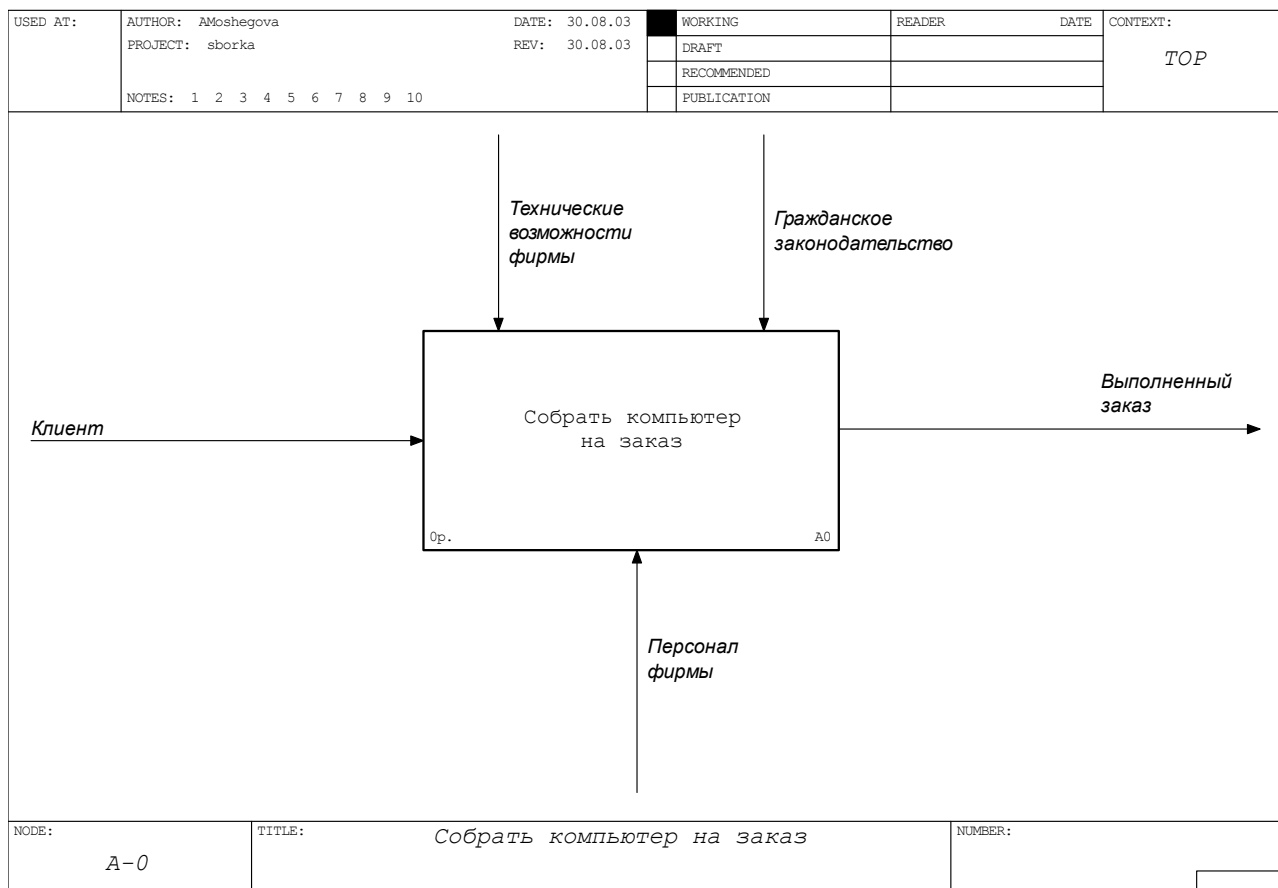 USED AT:
AUTHOR: AMoshegova
DATE: 30.08.03
PROJECT: sborka
REV: 30.08.03
NOTES: 1 2 3 4 5 6 7 8 9 10
WORKING
DRAFT
RECOMMENDED
PUBLICATION
READER
DATE
CONTEXT:
TOP
Технические
возможности
фирмы
Гражданское
законодательство
Клиент
Собрать компьютер
на заказ
0р.
A0
Выполненный
заказ
Персонал
фирмы
NODE:
A-0
TITLE:
Собрать компьютер на заказ
NUMBER: